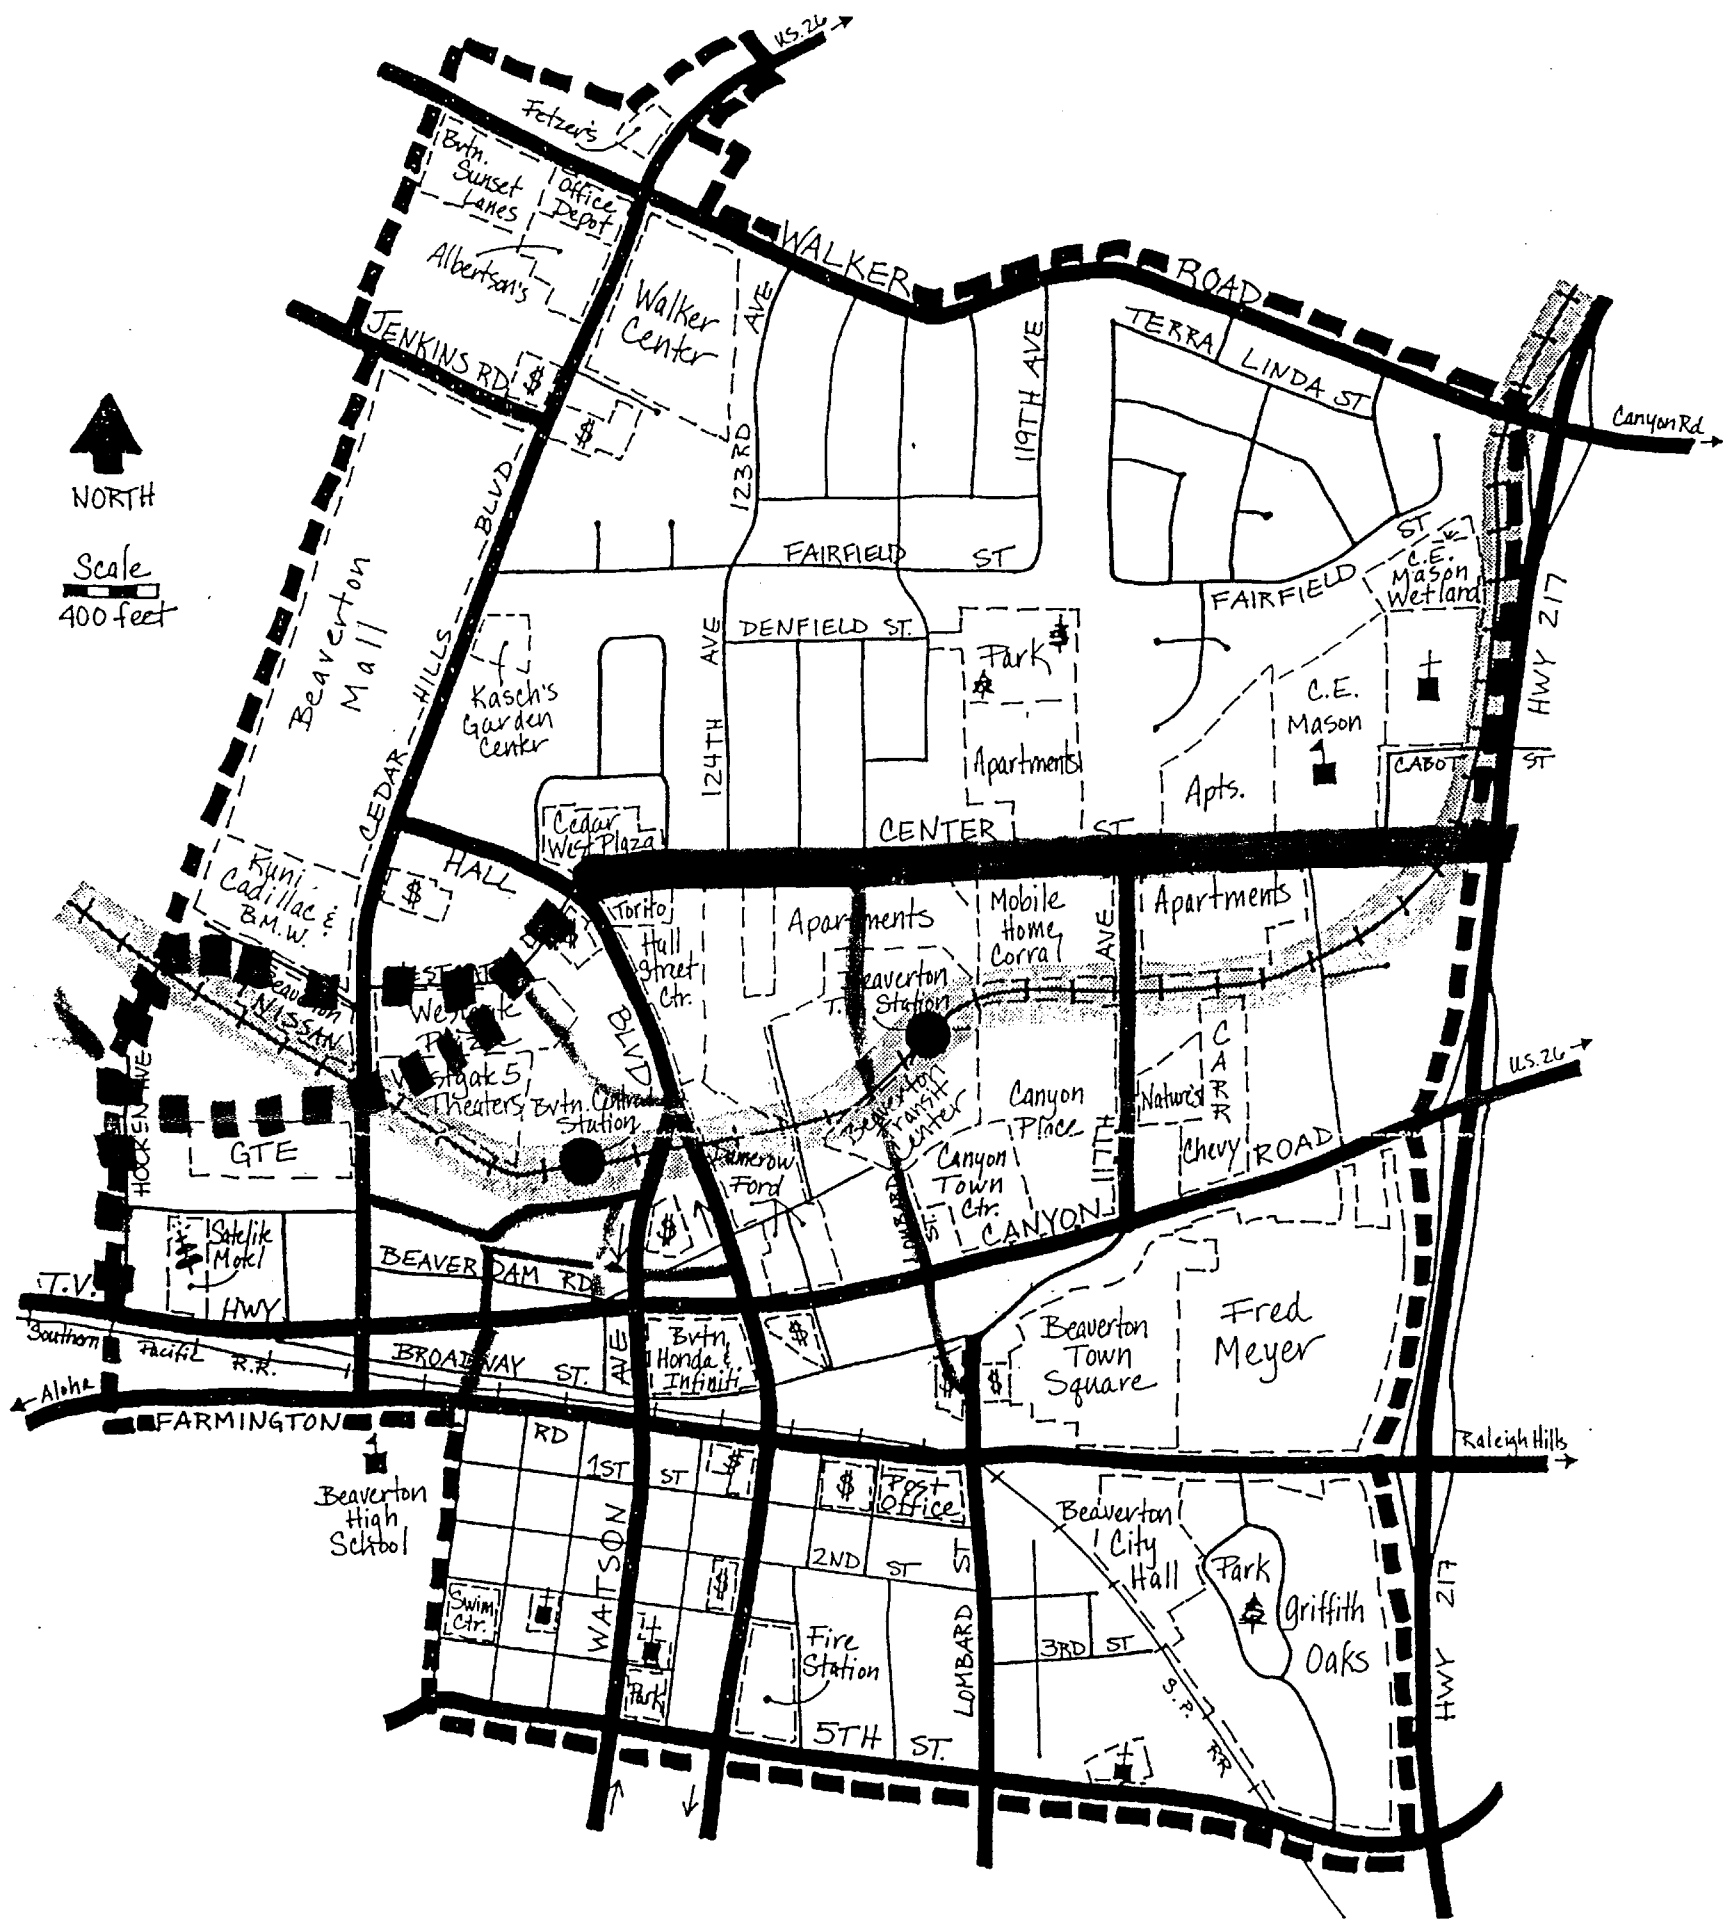 U.S. 26
Fetzer's
Bvtn.
Sunset
Lanes
Office
Depot
Albertson's
WALKER
ROAD
Walker
Center
JENKINS RD
$
$
AVE
123RD
119TH AVE
TERRA
LINDA ST
Canyon Rd
NORTH
Scale
400 feet
Beaverton
Mall
CEDAR
HILLS
BLVD
FAIRFIELD
ST
FAIRFIELD
ST
C.E.
Mason
Wetland
HWY 217
DENFIELD ST.
AVE
124TH
Park
Kasch's
Garden
Center
C.E.
Mason
Apartments
Apts.
CABOT
ST
Cedar
West Plaza
CENTER
ST
HALL
BLVD
Kuni
Cadillac &
B.M.W.
$
Torito
Hall
Street
Ctr.
Apartments
Mobile
Home
Corral
AVE
117TH
Apartments
Beaverton
NISSAN
Westgate
Theaters
Bvtn. Central
Station
Beaverton
Station
Beaverton
Transit
Center
Canyon
Place
Nature's
CARR
Chevy
U.S. 26
HOCKSEN AVE
GTE
Damerow
Ford
Canyon
Town
Ctr.
CANYON
ROAD
LOMBARD
ST
Satelite
Motel
$
BEAVERDAM RD
T.V.
HWY
Southern
Pacific
R.R.
BROADWAY
ST.
AVE
Bvtn.
Honda &
Infiniti
$
Beaverton
Town
Square
$
Fred
Meyer
Aloha
FARMINGTON
RD
Raleigh Hills
Beaverton
High
School
1ST
ST
$
$
Post
Office
Beaverton
City
Hall
WATSON
2ND
ST
ST
Park
Griffith
Oaks
HWY 217
Swim
Ctr.
$
Fire
Station
LOMBARD
3RD
ST
Park
5TH
ST.
S.P.
RR